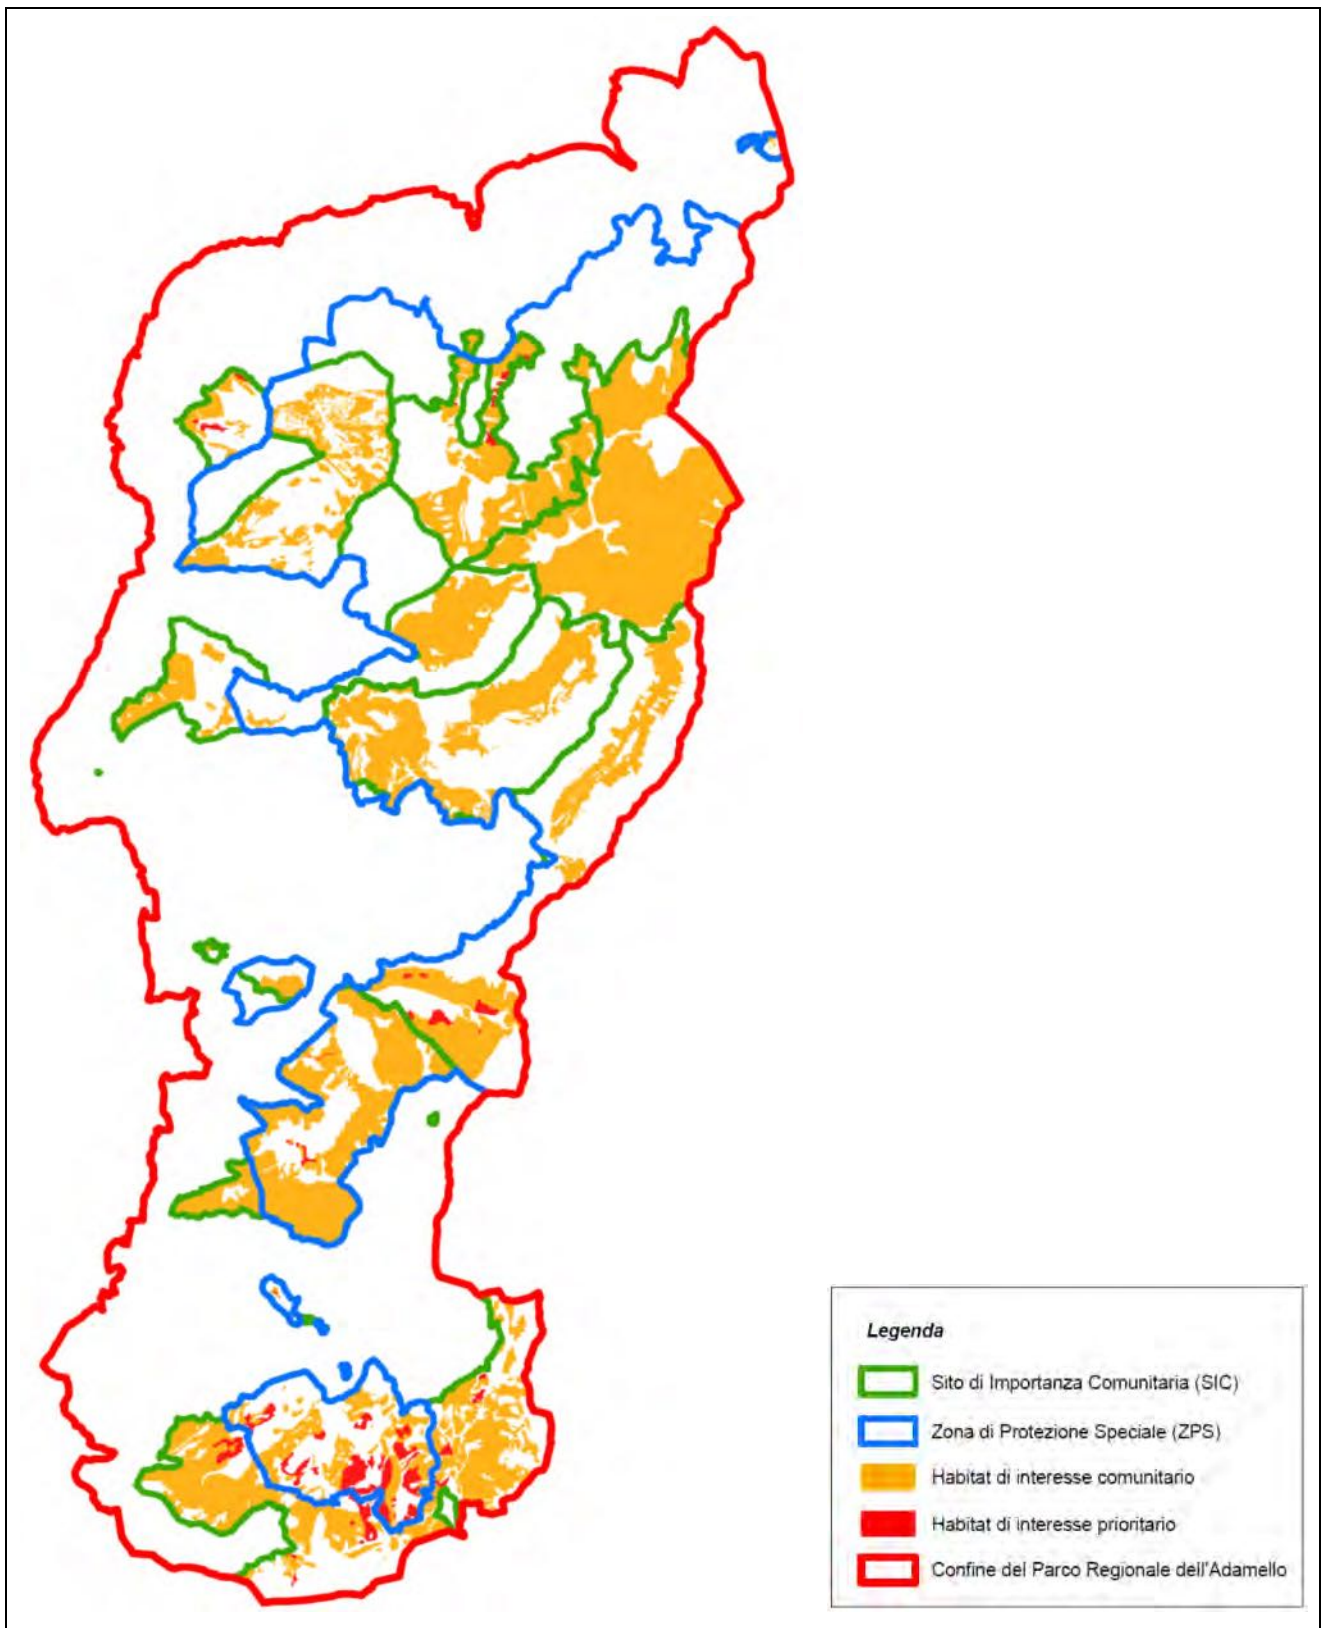 Legenda
Sito di Importanza Comunitaria (SIC)
Zona di Protezione Speciale (ZPS)
Habitat di interesse comunitario
Habitat di interesse prioritario
Confine del Parco Regionale dell'Adamello